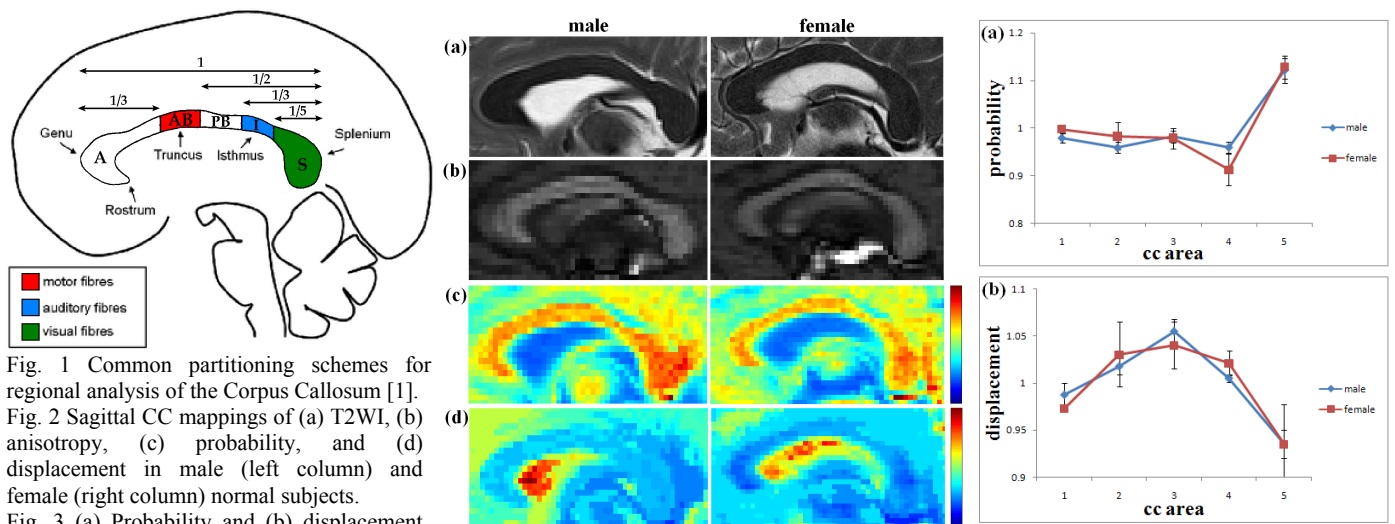 1
1/2
1/3
1/3
1/5
AB
PB
I
Genu
A
Truncus
Isthmus
S
Splenium
Rostrum
motor fibres
auditory fibres
visual fibres
Fig. 1 Common partitioning schemes for
regional analysis of the Corpus Callosum [1].
Fig. 2 Sagittal CC mappings of (a) T2WI, (b)
anisotropy, (c) probability, and (d)
displacement in male (left column) and
female (right column) normal subjects.
Fig. 3 (a) Probability and (b) displacement
male female
(a)
(b)
(c)
(d)
(a)
probability
1.2
1.1
1
0.9
0.8
1 2 3 4 5
cc area
male
female
(b)
displacement
1.1
1.05
1
0.95
0.9
1 2 3 4 5
cc area
male
female